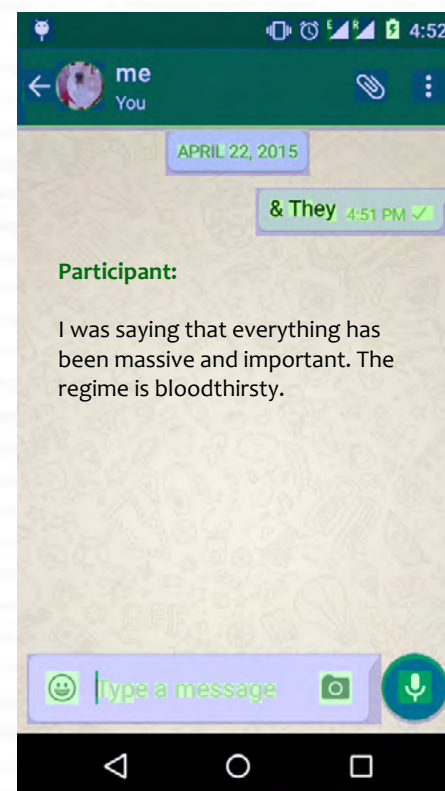 4:52
me
You
APRIL 22, 2015
& They 4:51 PM
Participant:
I was saying that everything has
been massive and important. The
regime is bloodthirsty.
Type a message